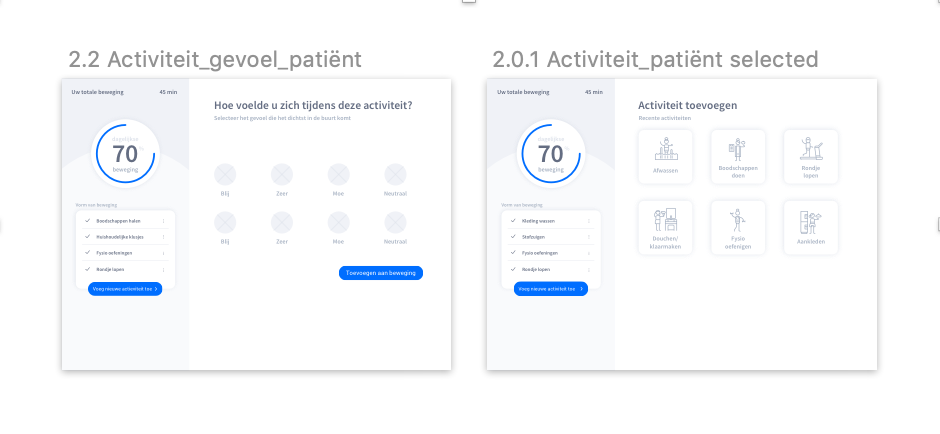 2.2 Activiteit_gevoel_patiënt
Uw totale beweging 45 min
70
beweging
Vorm van beweging
Boodschappen halen
Huishoudelijke klusjes
Fysio oefeningen
Rondje lopen
Voeg nieuwe activiteit toe
Hoe voelde u zich tijdens deze activiteit?
Selecteer het gevoel die het dichtst in de buurt komt
Blij Zeer Moe Neutraal
Blij Zeer Moe Neutraal
Toevoegen aan beweging
2.0.1 Activiteit_patiënt selected
Uw totale beweging 45 min
70
beweging
Vorm van beweging
Kleding wassen
Stofzuigen
Fysio oefeningen
Rondje lopen
Voeg nieuwe activiteit toe
Activiteit toevoegen
Recente activiteiten
Afwassen
Boodschappen
doen
Rondje
lopen
Douchen/
klaarmaken
Fysio
oefenigen
Aankleden